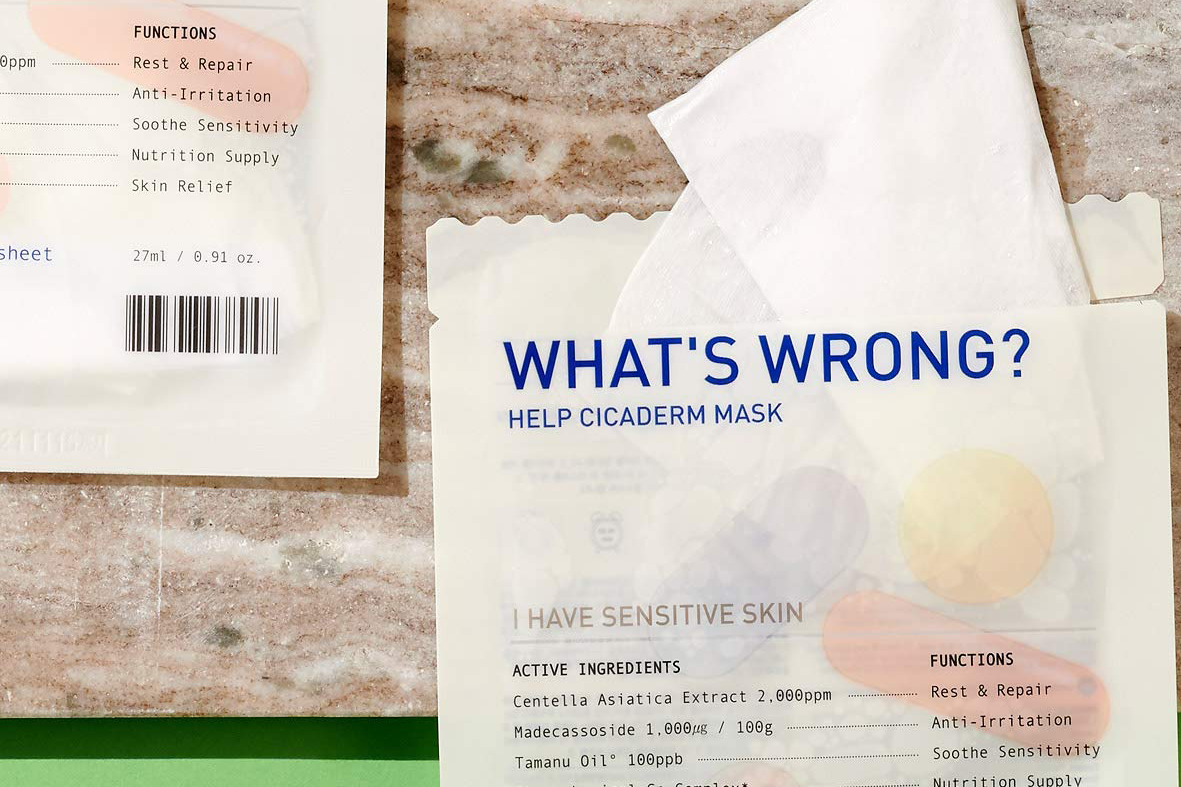 FUNCTIONS
0ppm Rest & Repair
Anti-Irritation
Soothe Sensitivity
Nutrition Supply
Skin Relief
sheet 27ml / 0.91 oz.
WHAT'S WRONG?
HELP CICADERM MASK
I HAVE SENSITIVE SKIN
ACTIVE INGREDIENTS FUNCTIONS
Centella Asiatica Extract 2,000ppm Rest & Repair
Madecassoside 1,000㎍ / 100g Anti-Irritation
Tamanu Oil° 100ppb Soothe Sensitivity
Nutrition Supply